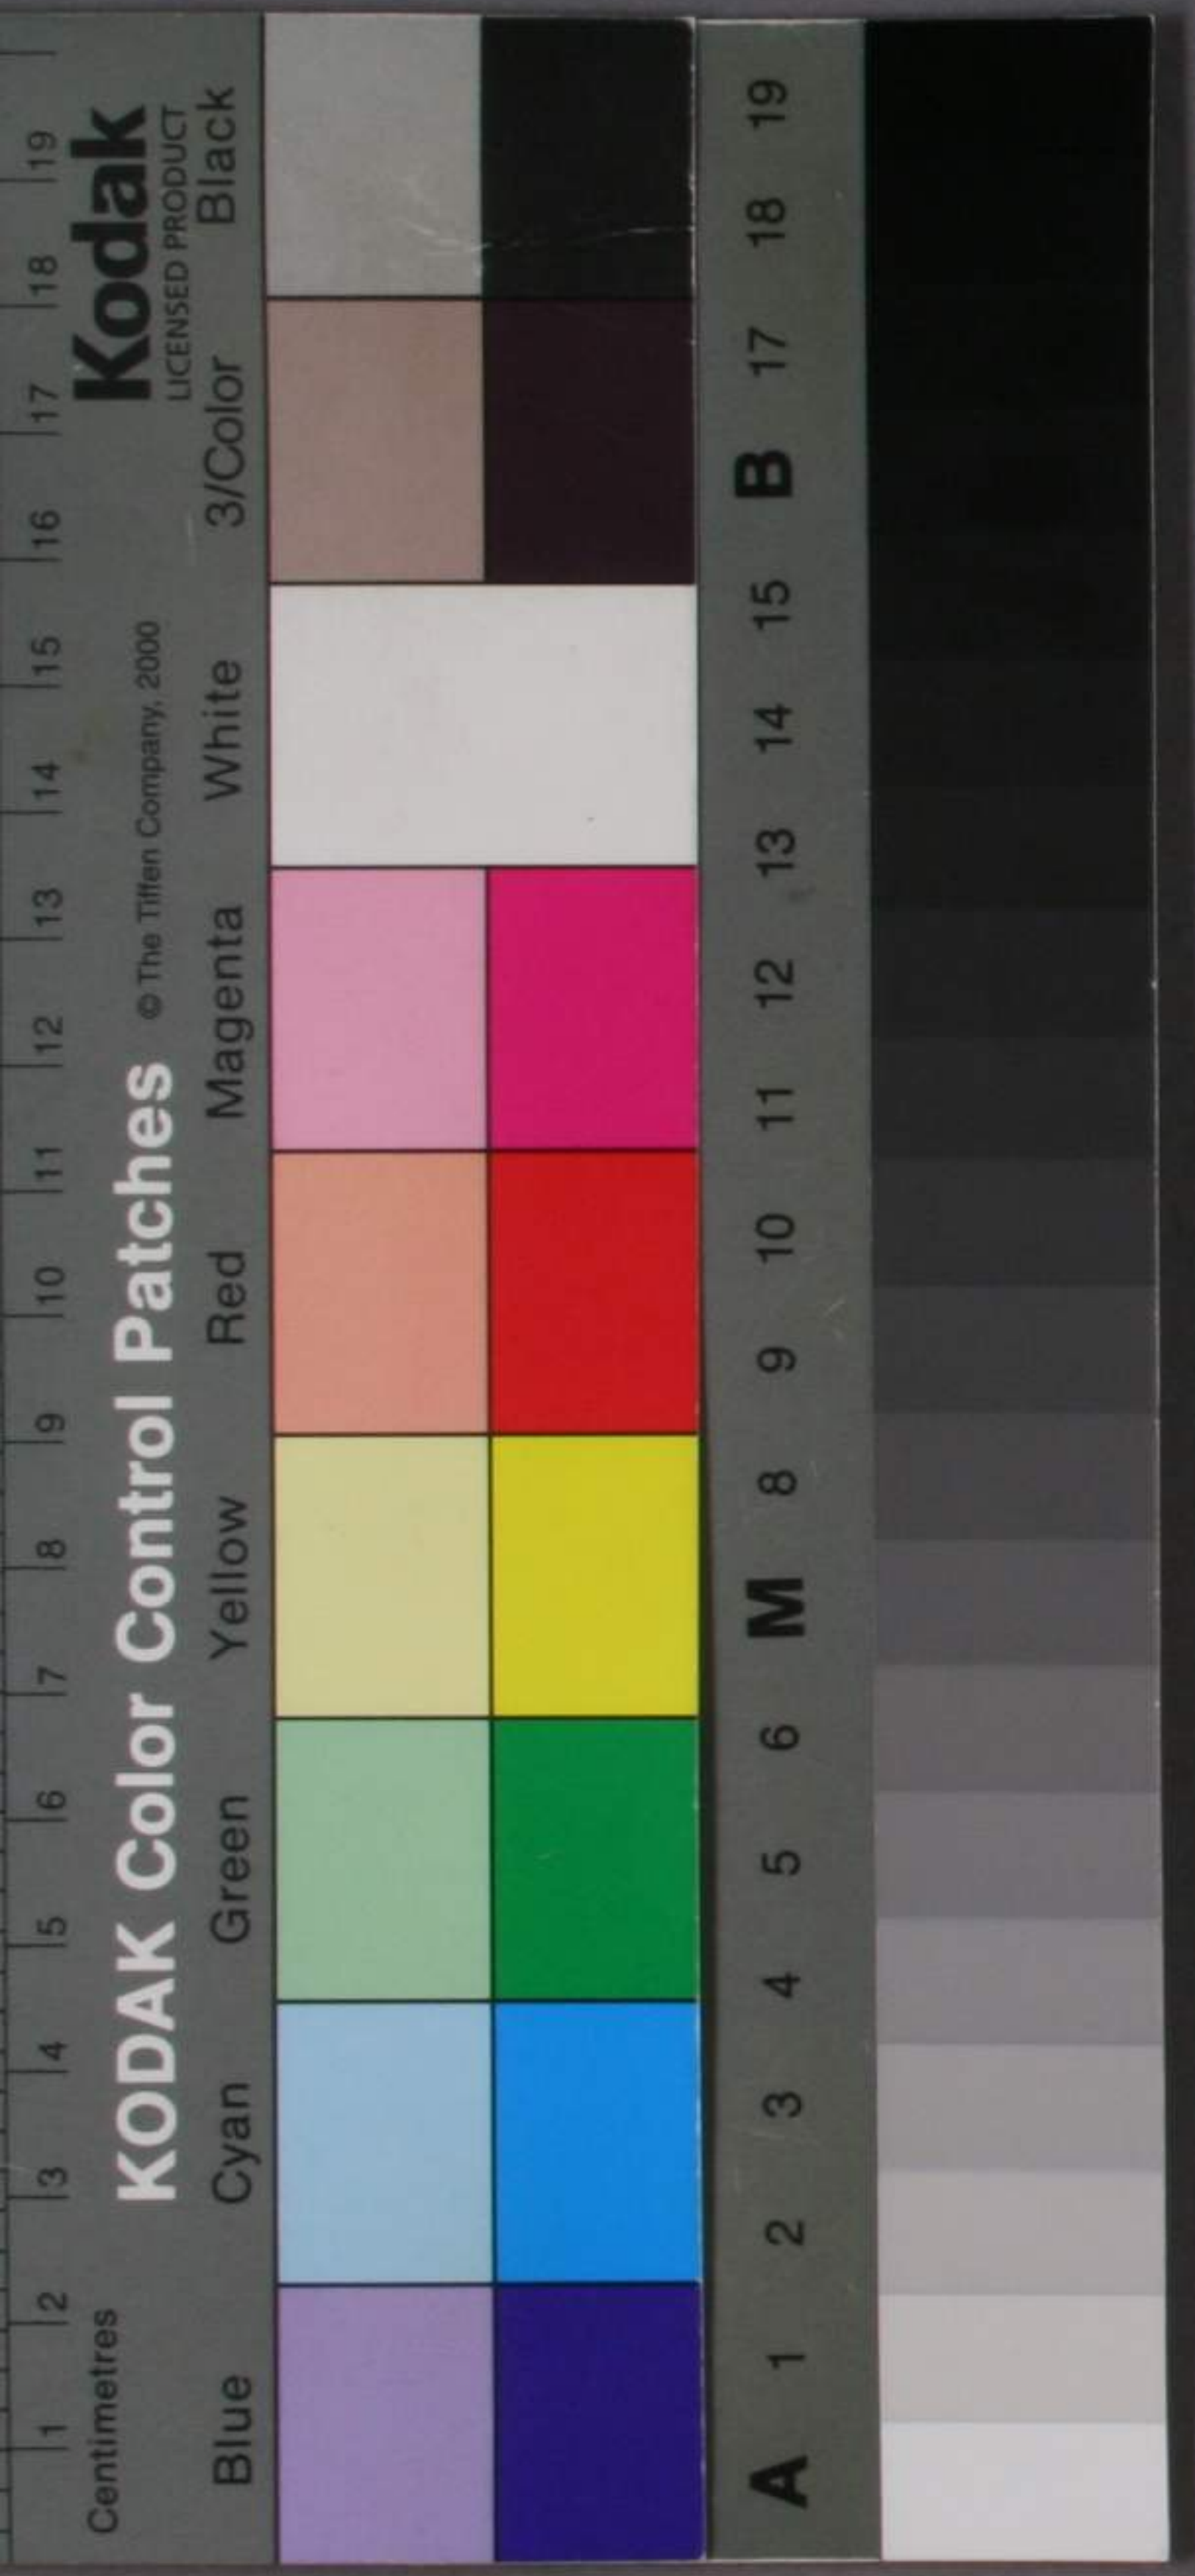 1 2 3 4 5 6 7 8 9 10 11 12 13 14 15 16 17 18 19
Centimetres
KODAK Color Control Patches © The Tiffen Company, 2000 Kodak
LICENSED PRODUCT
Blue Cyan Green Yellow Red Magenta White 3/Color Black
A 1 2 3 4 5 6 M 8 9 10 11 12 13 14 15 B 17 18 19